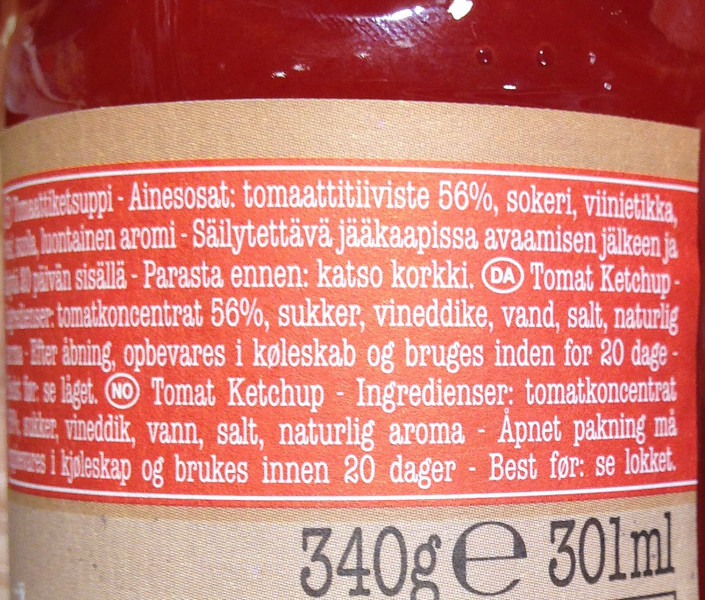 Tomaattiketsuppi - Ainesosat: tomaattitiiviste 56%, sokeri, viinietikka,
suola, luontainen aromi - Säilytettävä jääkaapissa avaamisen jälkeen ja
päivän sisällä - Parasta ennen: katso korkki. DA Tomat Ketchup -
tomatkoncentrat 56%, sukker, vineddike, vand, salt, naturlig
- Efter åbning, opbevares i køleskab og bruges inden for 20 dage -
før: se låget. NO Tomat Ketchup - Ingredienser: tomatkoncentrat
sukker, vineddik, vann, salt, naturlig aroma - Åpnet pakning må
i kjøleskap og brukes innen 20 dager - Best før: se lokket.
340g e 301ml